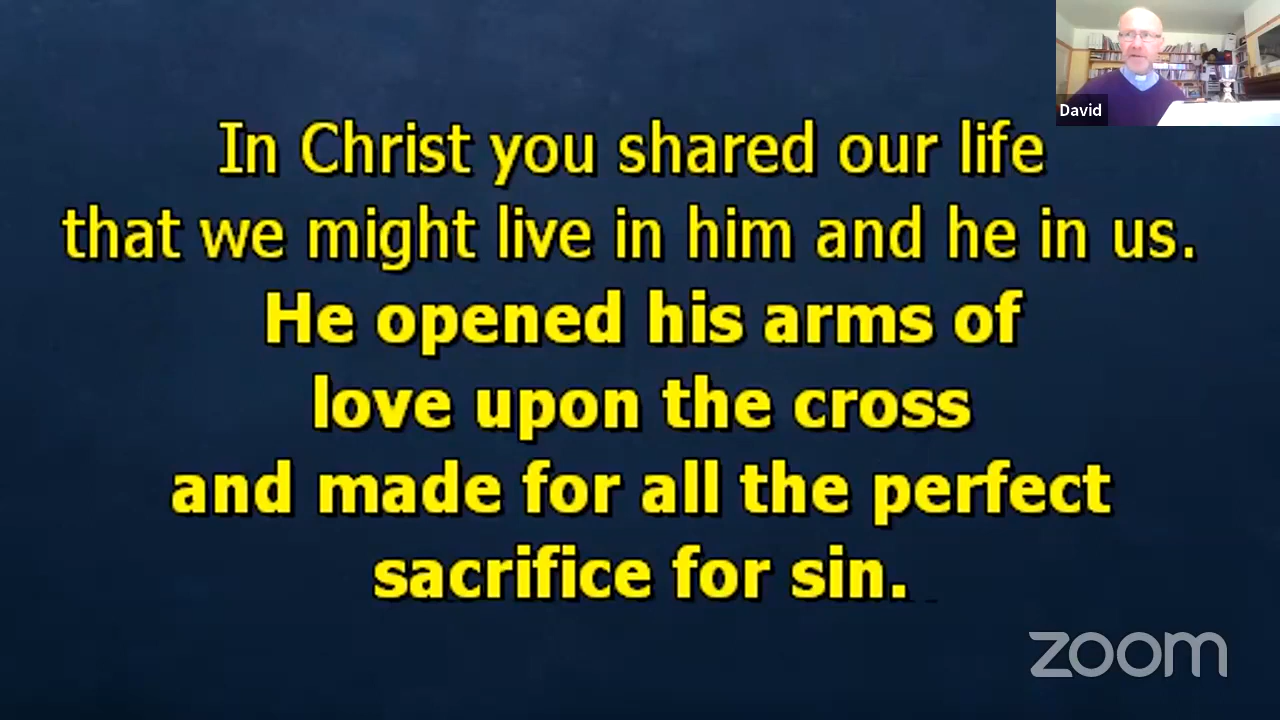 David
In Christ you shared our life
that we might live in him and he in us.
He opened his arms of
love upon the cross
and made for all the perfect
sacrifice for sin.
zoom